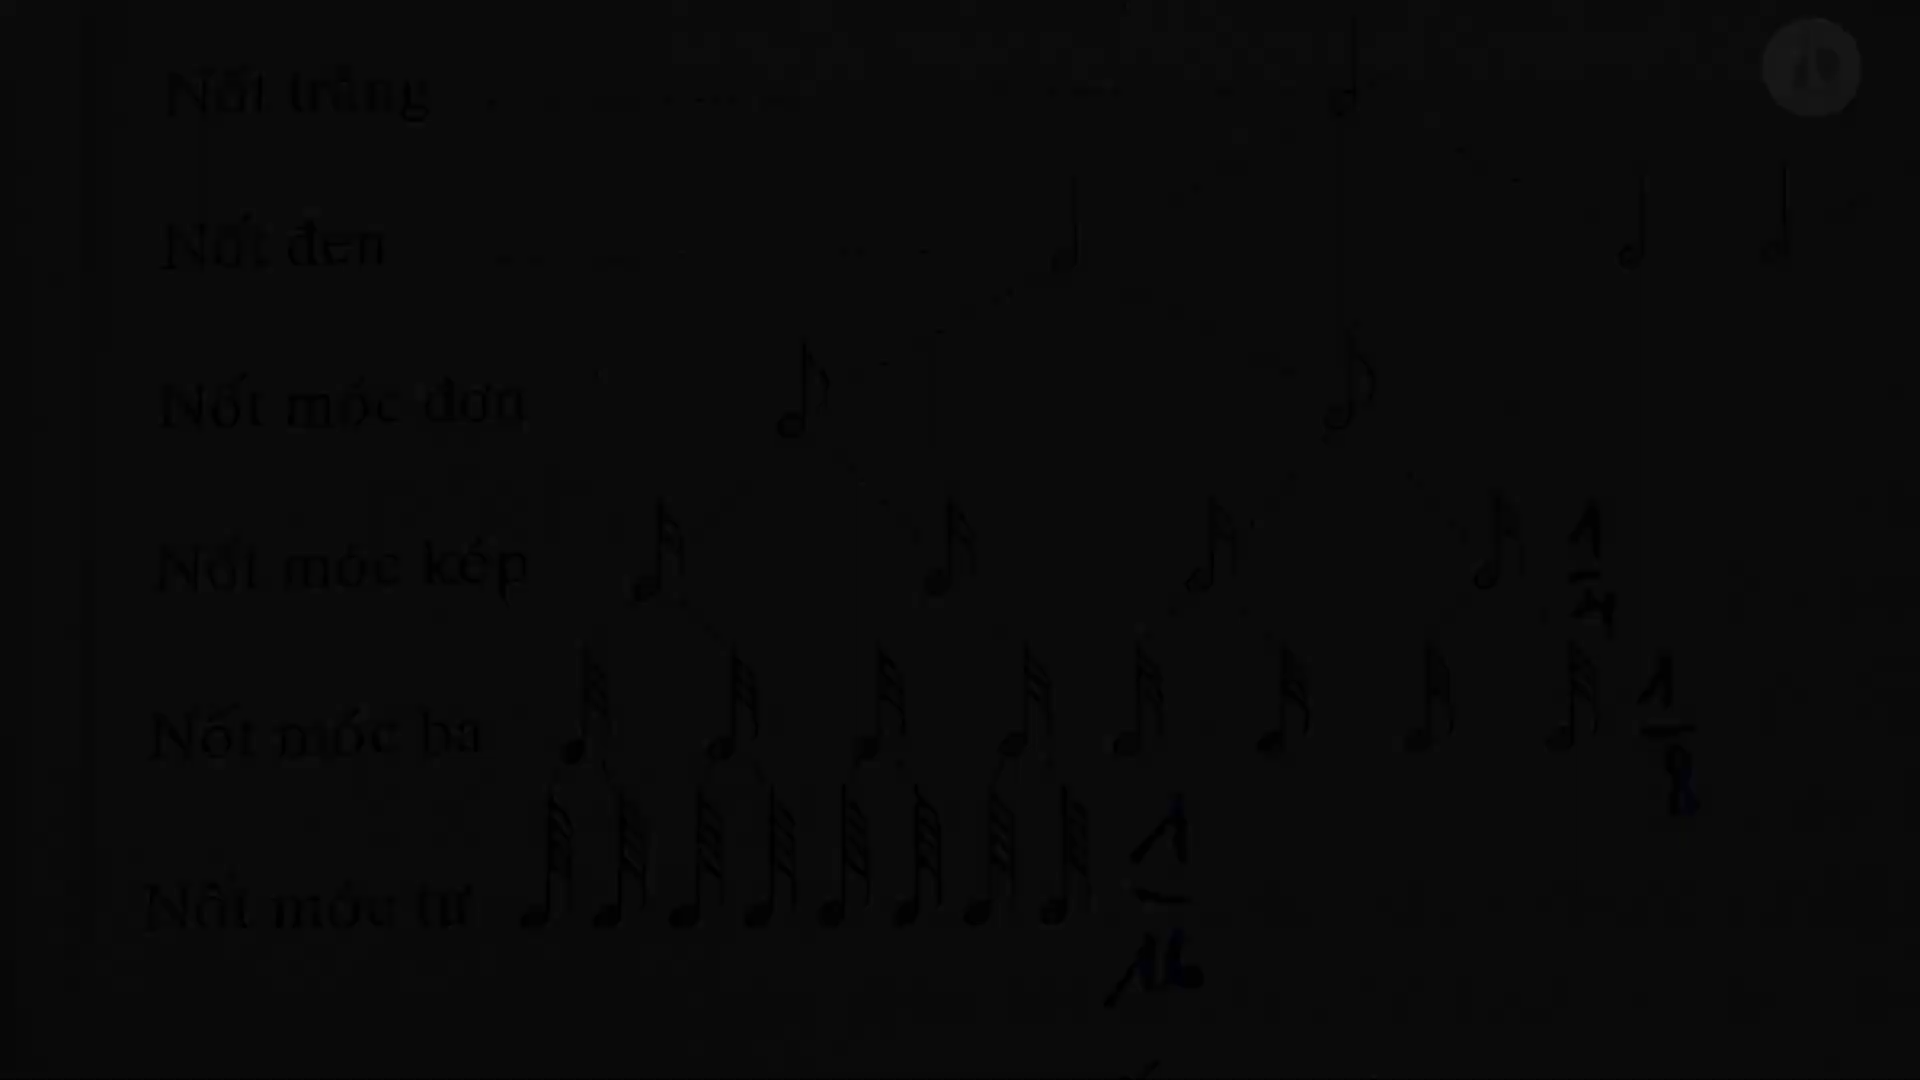 Nốt trắng
Nốt đen
Nốt móc đơn
Nốt móc kép
1/4
Nốt móc ba
1/8
Nốt móc tư
1/16